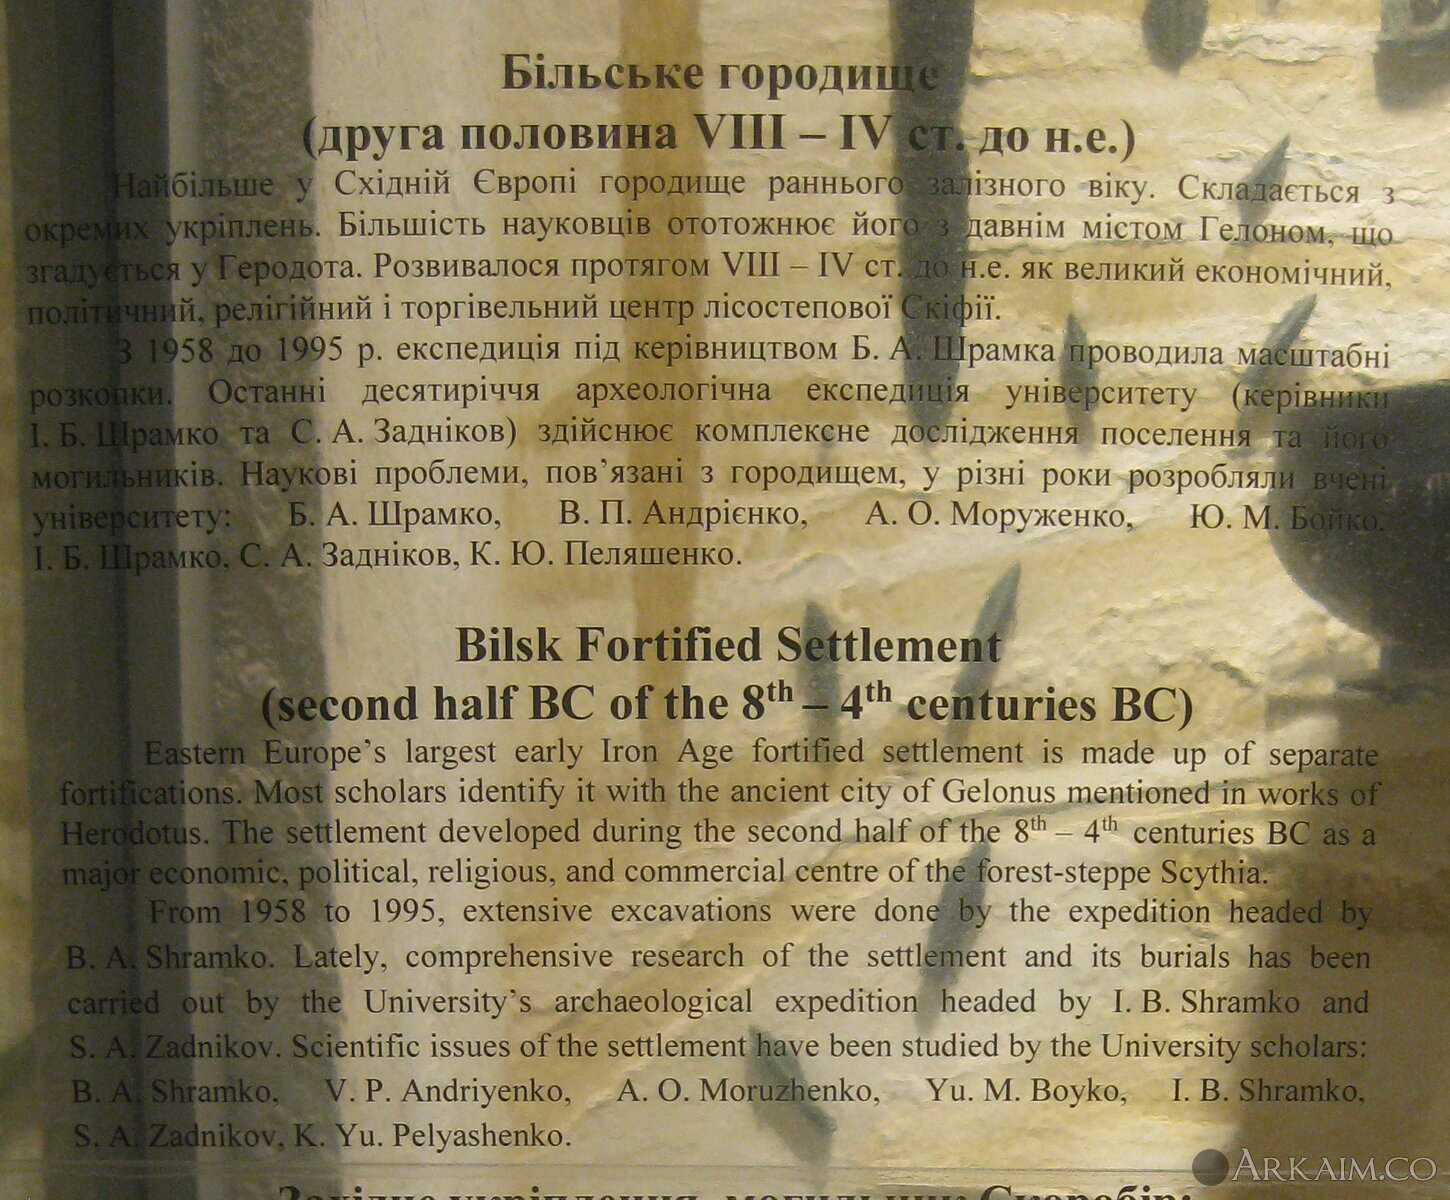 Більське городище
(друга половина VIII – IV ст. до н.е.)
Найбільше у Східній Європі городище раннього залізного віку. Складається з
окремих укріплень. Більшість науковців ототожнює його з давнім містом Гелоном, що
згадується у Геродота. Розвивалося протягом VIII – IV ст. до н.е. як великий економічний,
політичний, релігійний і торгівельний центр лісостепової Скіфії.
З 1958 до 1995 р. експедиція під керівництвом Б. А. Шрамка проводила масштабні
розкопки. Останні десятиріччя археологічна експедиція університету (керівники
І. Б. Шрамко та С. А. Задніков) здійснює комплексне дослідження поселення та його
могильників. Наукові проблеми, пов’язані з городищем, у різні роки розробляли вчені
університету: Б. А. Шрамко, В. П. Андрієнко, А. О. Моруженко, Ю. М. Бойко,
І. Б. Шрамко, С. А. Задніков, К. Ю. Пеляшенко.
Bilsk Fortified Settlement
(second half BC of the 8th – 4th centuries BC)
Eastern Europe’s largest early Iron Age fortified settlement is made up of separate
fortifications. Most scholars identify it with the ancient city of Gelonus mentioned in works of
Herodotus. The settlement developed during the second half of the 8th – 4th centuries BC as a
major economic, political, religious, and commercial centre of the forest-steppe Scythia.
From 1958 to 1995, extensive excavations were done by the expedition headed by
B. A. Shramko. Lately, comprehensive research of the settlement and its burials has been
carried out by the University’s archaeological expedition headed by I. B. Shramko and
S. A. Zadnikov. Scientific issues of the settlement have been studied by the University scholars:
B. A. Shramko, V. P. Andriyenko, A. O. Moruzhenko, Yu. M. Boyko, I. B. Shramko,
S. A. Zadnikov, K. Yu. Pelyashenko.
Західне укріплення, могильник Скоробір:
ARKAIM.CO